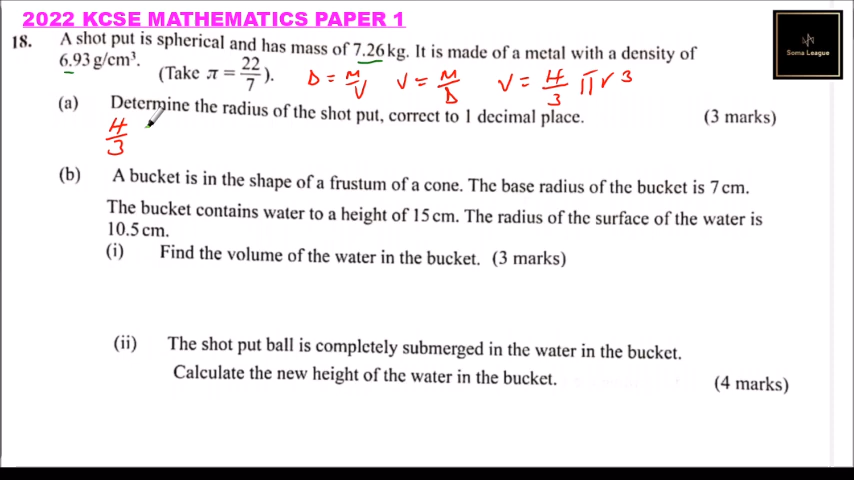 2022 KCSE MATHEMATICS PAPER 1
18. A shot put is spherical and has mass of 7.26 kg. It is made of a metal with a density of
6.93 g/cm³. (Take π = 22/7). D = M/V V = M/D V = 4/3 π r 3
(a) Determine the radius of the shot put, correct to 1 decimal place. (3 marks)
4/3
(b) A bucket is in the shape of a frustum of a cone. The base radius of the bucket is 7 cm.
The bucket contains water to a height of 15 cm. The radius of the surface of the water is
10.5 cm.
(i) Find the volume of the water in the bucket. (3 marks)
(ii) The shot put ball is completely submerged in the water in the bucket.
Calculate the new height of the water in the bucket. (4 marks)
Soma League